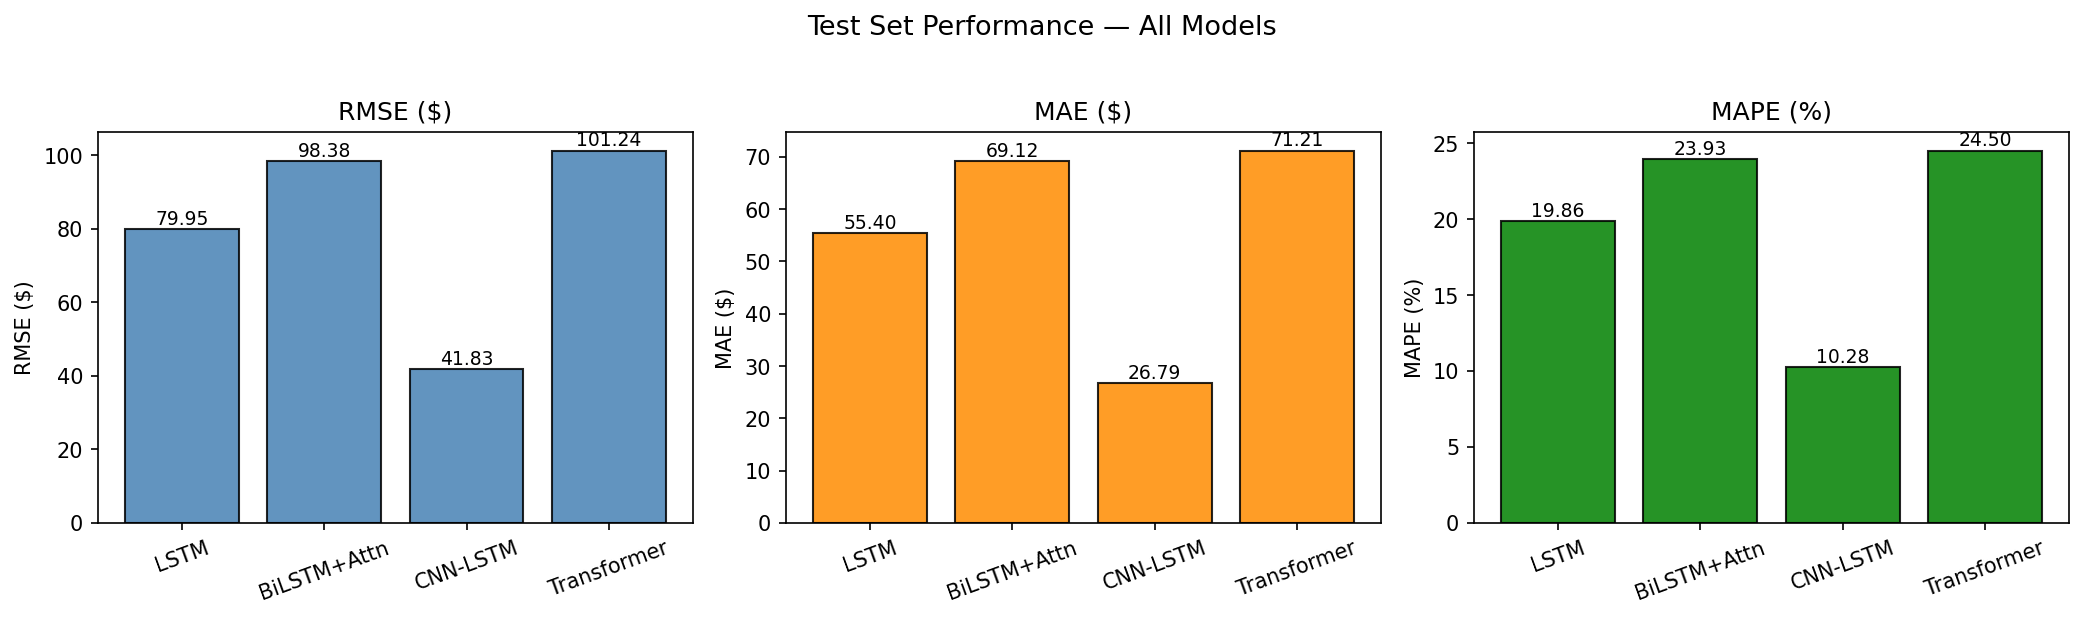 Test Set Performance — All Models
RMSE ($)
RMSE ($)
100
80
60
40
20
0
79.95
98.38
41.83
101.24
LSTM
BiLSTM+Attn
CNN-LSTM
Transformer
MAE ($)
MAE ($)
70
60
50
40
30
20
10
0
55.40
69.12
26.79
71.21
LSTM
BiLSTM+Attn
CNN-LSTM
Transformer
MAPE (%)
MAPE (%)
25
20
15
10
5
0
19.86
23.93
10.28
24.50
LSTM
BiLSTM+Attn
CNN-LSTM
Transformer